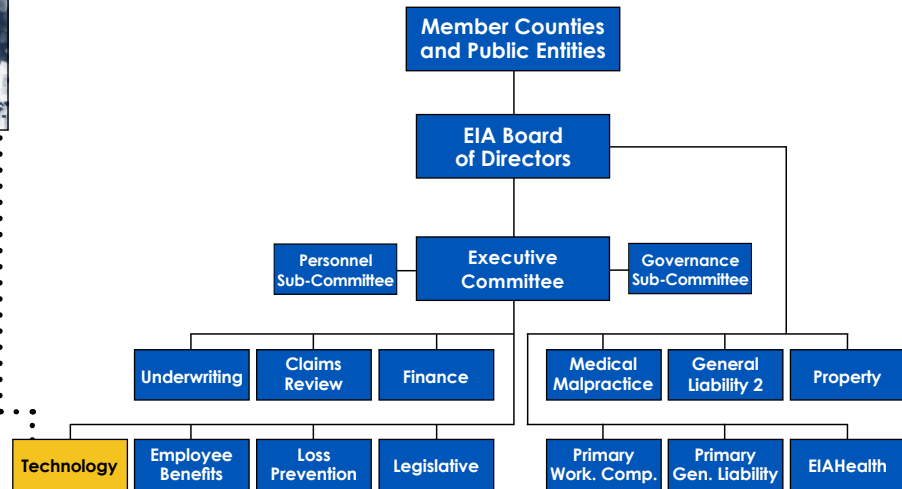 Member Counties
and Public Entities
EIA Board
of Directors
Personnel
Sub-Committee
Executive
Committee
Governance
Sub-Committee
Underwriting
Claims
Review
Finance
Medical
Malpractice
General
Liability 2
Property
Technology
Employee
Benefits
Loss
Prevention
Legislative
Primary
Work. Comp.
Primary
Gen. Liability
EIAHealth